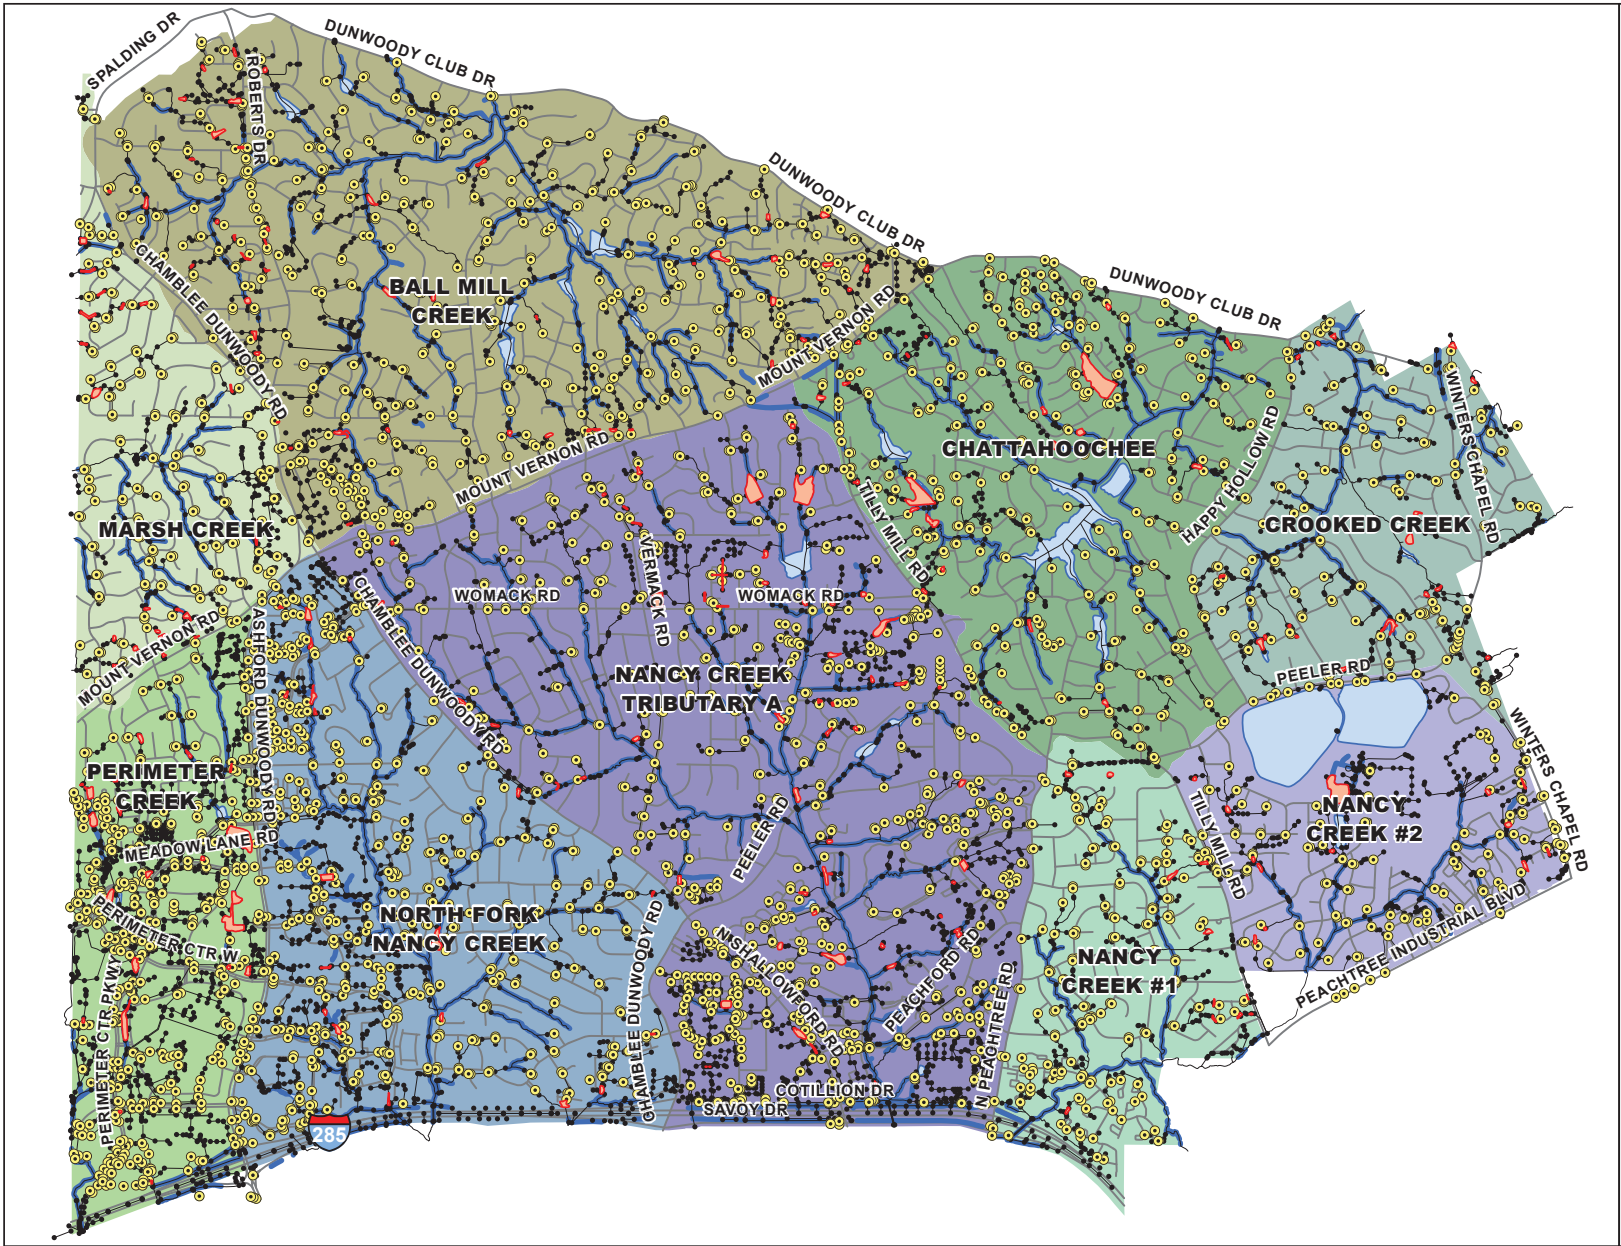 SPALDING DR
DUNWOODY CLUB DR
ROBERTS DR
DUNWOODY CLUB DR
CHAMBLEE DUNWOODY RD
BALL MILL
CREEK
MOUNT VERNON RD
DUNWOODY CLUB DR
WINTERS CHAPEL RD
MOUNT VERNON RD
CHATTAHOOCHEE
HAPPY HOLLOW RD
TILLY MILL RD
MARSH CREEK
CROOKED CREEK
VERMACK RD
WOMACK RD
WOMACK RD
MOUNT VERNON RD
ASHFORD DUNWOODY RD
CHAMBLEE DUNWOODY RD
NANCY CREEK
TRIBUTARY A
PEELER RD
WINTERS CHAPEL RD
PERIMETER
CREEK
MEADOW LANE RD
PEELER RD
TILLY MILL RD
NANCY
CREEK #2
PERIMETER CTR W
NORTH FORK
NANCY CREEK
CHAMBLEE DUNWOODY RD
N SHALLOWFORD RD
PEACHFORD RD
NANCY
CREEK #1
PEACHTREE INDUSTRIAL BLVD
PERIMETER CTR PKWY
N PEACHTREE RD
COTILLION DR
SAVOY DR
285